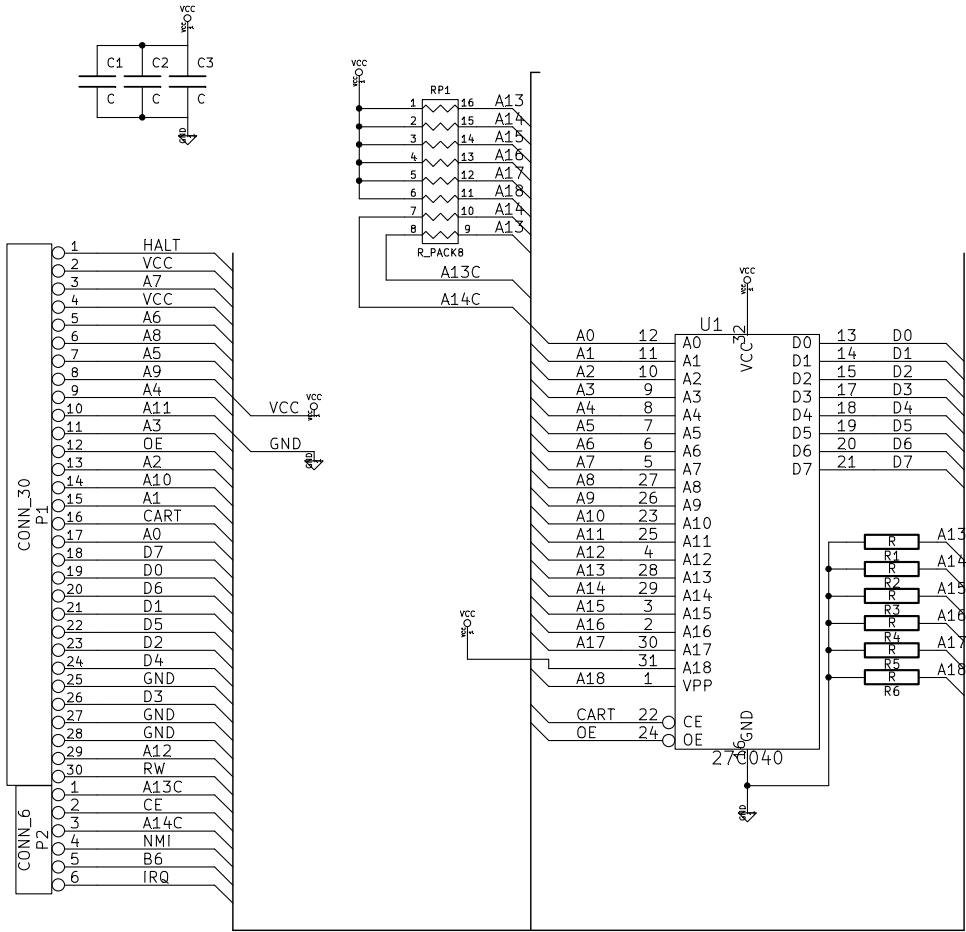 VCC
VCC
C1 C2 C3
C C C
GND
VCC
VCC
RP1
1 16 A13
2 15 A14
3 14 A15
4 13 A16
5 12 A17
6 11 A18
7 10 A14
8 9 A13
R_PACK8
A13C
A14C
1 HALT
2 VCC
3 A7
4 VCC
5 A6
6 A8
7 A5
8 A9
9 A4
10 A11
11 A3
12 OE
13 A2
14 A10
15 A1
16 CART
17 A0
18 D7
19 D0
20 D6
21 D1
22 D5
23 D2
24 D4
25 GND
26 D3
27 GND
28 GND
29 A12
30 RW
CONN_30
P1
1 A13C
2 CE
3 A14C
4 NMI
5 B6
6 IRQ
CONN_6
P2
VCC VCC
VCC
GND GND
VCC
VCC
U1
32
VCC
A0 12 A0
A1 11 A1
A2 10 A2
A3 9 A3
A4 8 A4
A5 7 A5
A6 6 A6
A7 5 A7
A8 27 A8
A9 26 A9
A10 23 A10
A11 25 A11
A12 4 A12
A13 28 A13
A14 29 A14
A15 3 A15
A16 2 A16
A17 30 A17
31 A18
A18 1 VPP
CART 22 CE
OE 24 OE
VCC
VCC
D0 13 D0
D1 14 D1
D2 15 D2
D3 17 D3
D4 18 D4
D5 19 D5
D6 20 D6
D7 21 D7
16 GND
27C040
GND
R A13
R1
R A14
R2
R A15
R3
R A16
R4
R A17
R5
R A18
R6